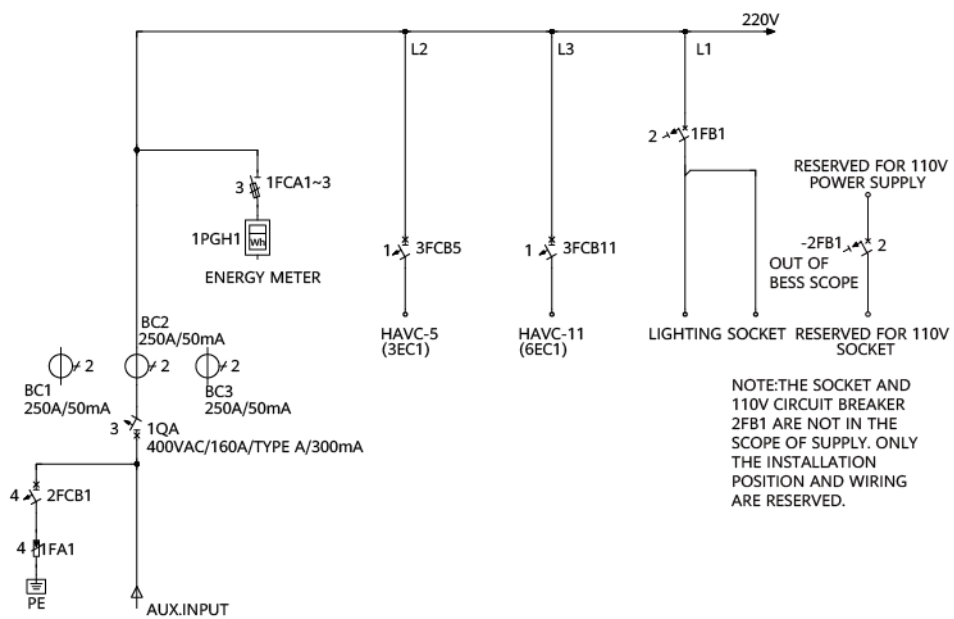 220V
L2
L3
L1
2
1FB1
3
1FCA1~3
RESERVED FOR 110V
POWER SUPPLY
1PGH1
Wh
1
3FCB5
1
3FCB11
-2FB1
2
ENERGY METER
OUT OF
BESS SCOPE
BC2
250A/50mA
HAVC-5
(3EC1)
HAVC-11
(6EC1)
LIGHTING
SOCKET
RESERVED FOR 110V
SOCKET
2
2
2
BC1
250A/50mA
BC3
250A/50mA
NOTE:THE SOCKET AND
110V CIRCUIT BREAKER
2FB1 ARE NOT IN THE
SCOPE OF SUPPLY. ONLY
THE INSTALLATION
POSITION AND WIRING
ARE RESERVED.
3
1QA
400VAC/160A/TYPE A/300mA
4
2FCB1
4
1FA1
PE
AUX.INPUT